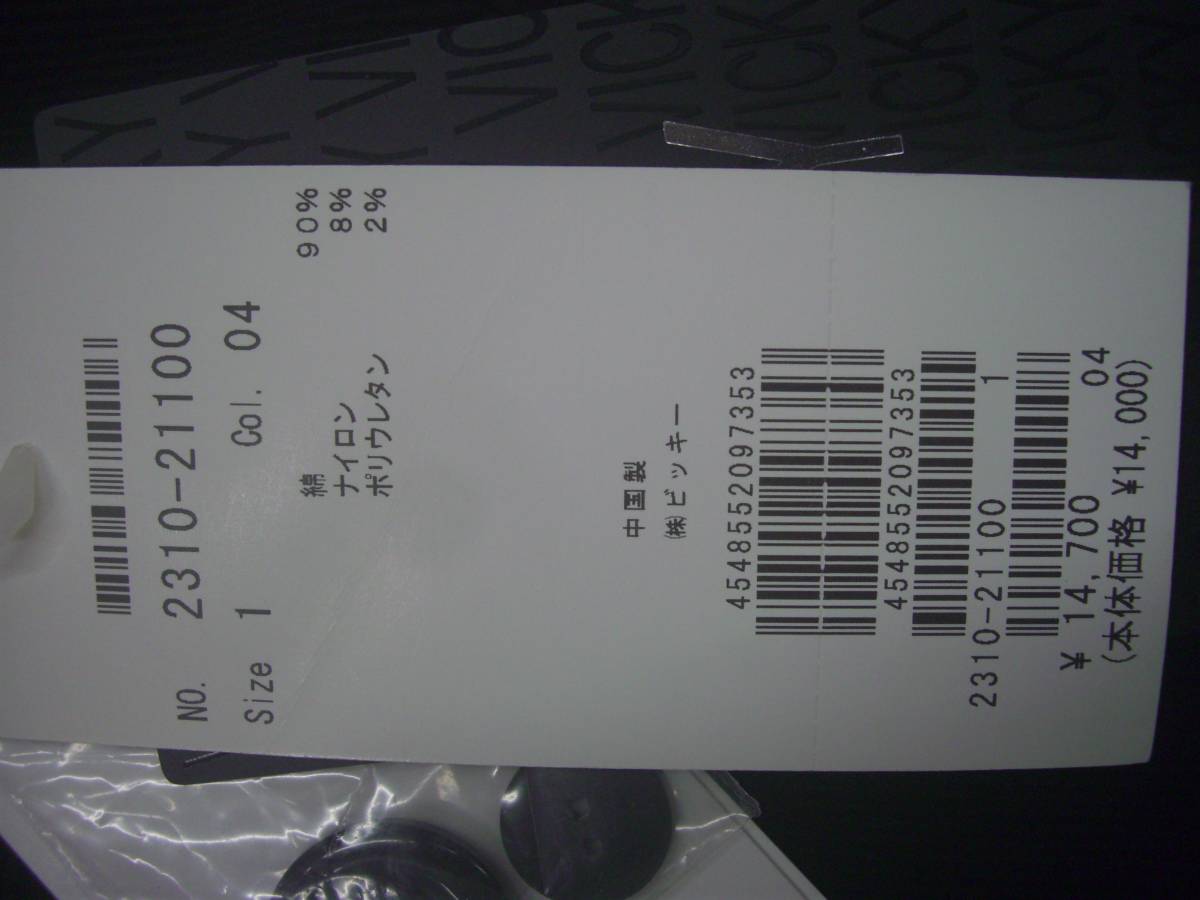 NO. 2310-21100
Size 1 Col. 04
綿 90%
ナイロン 8%
ポリウレタン 2%
中国製
㈱ビッキー
4548552097353
4548552097353
2310-21100 1
¥ 14,700 04
(本体価格 ¥14,000)
VICKY
VICKY